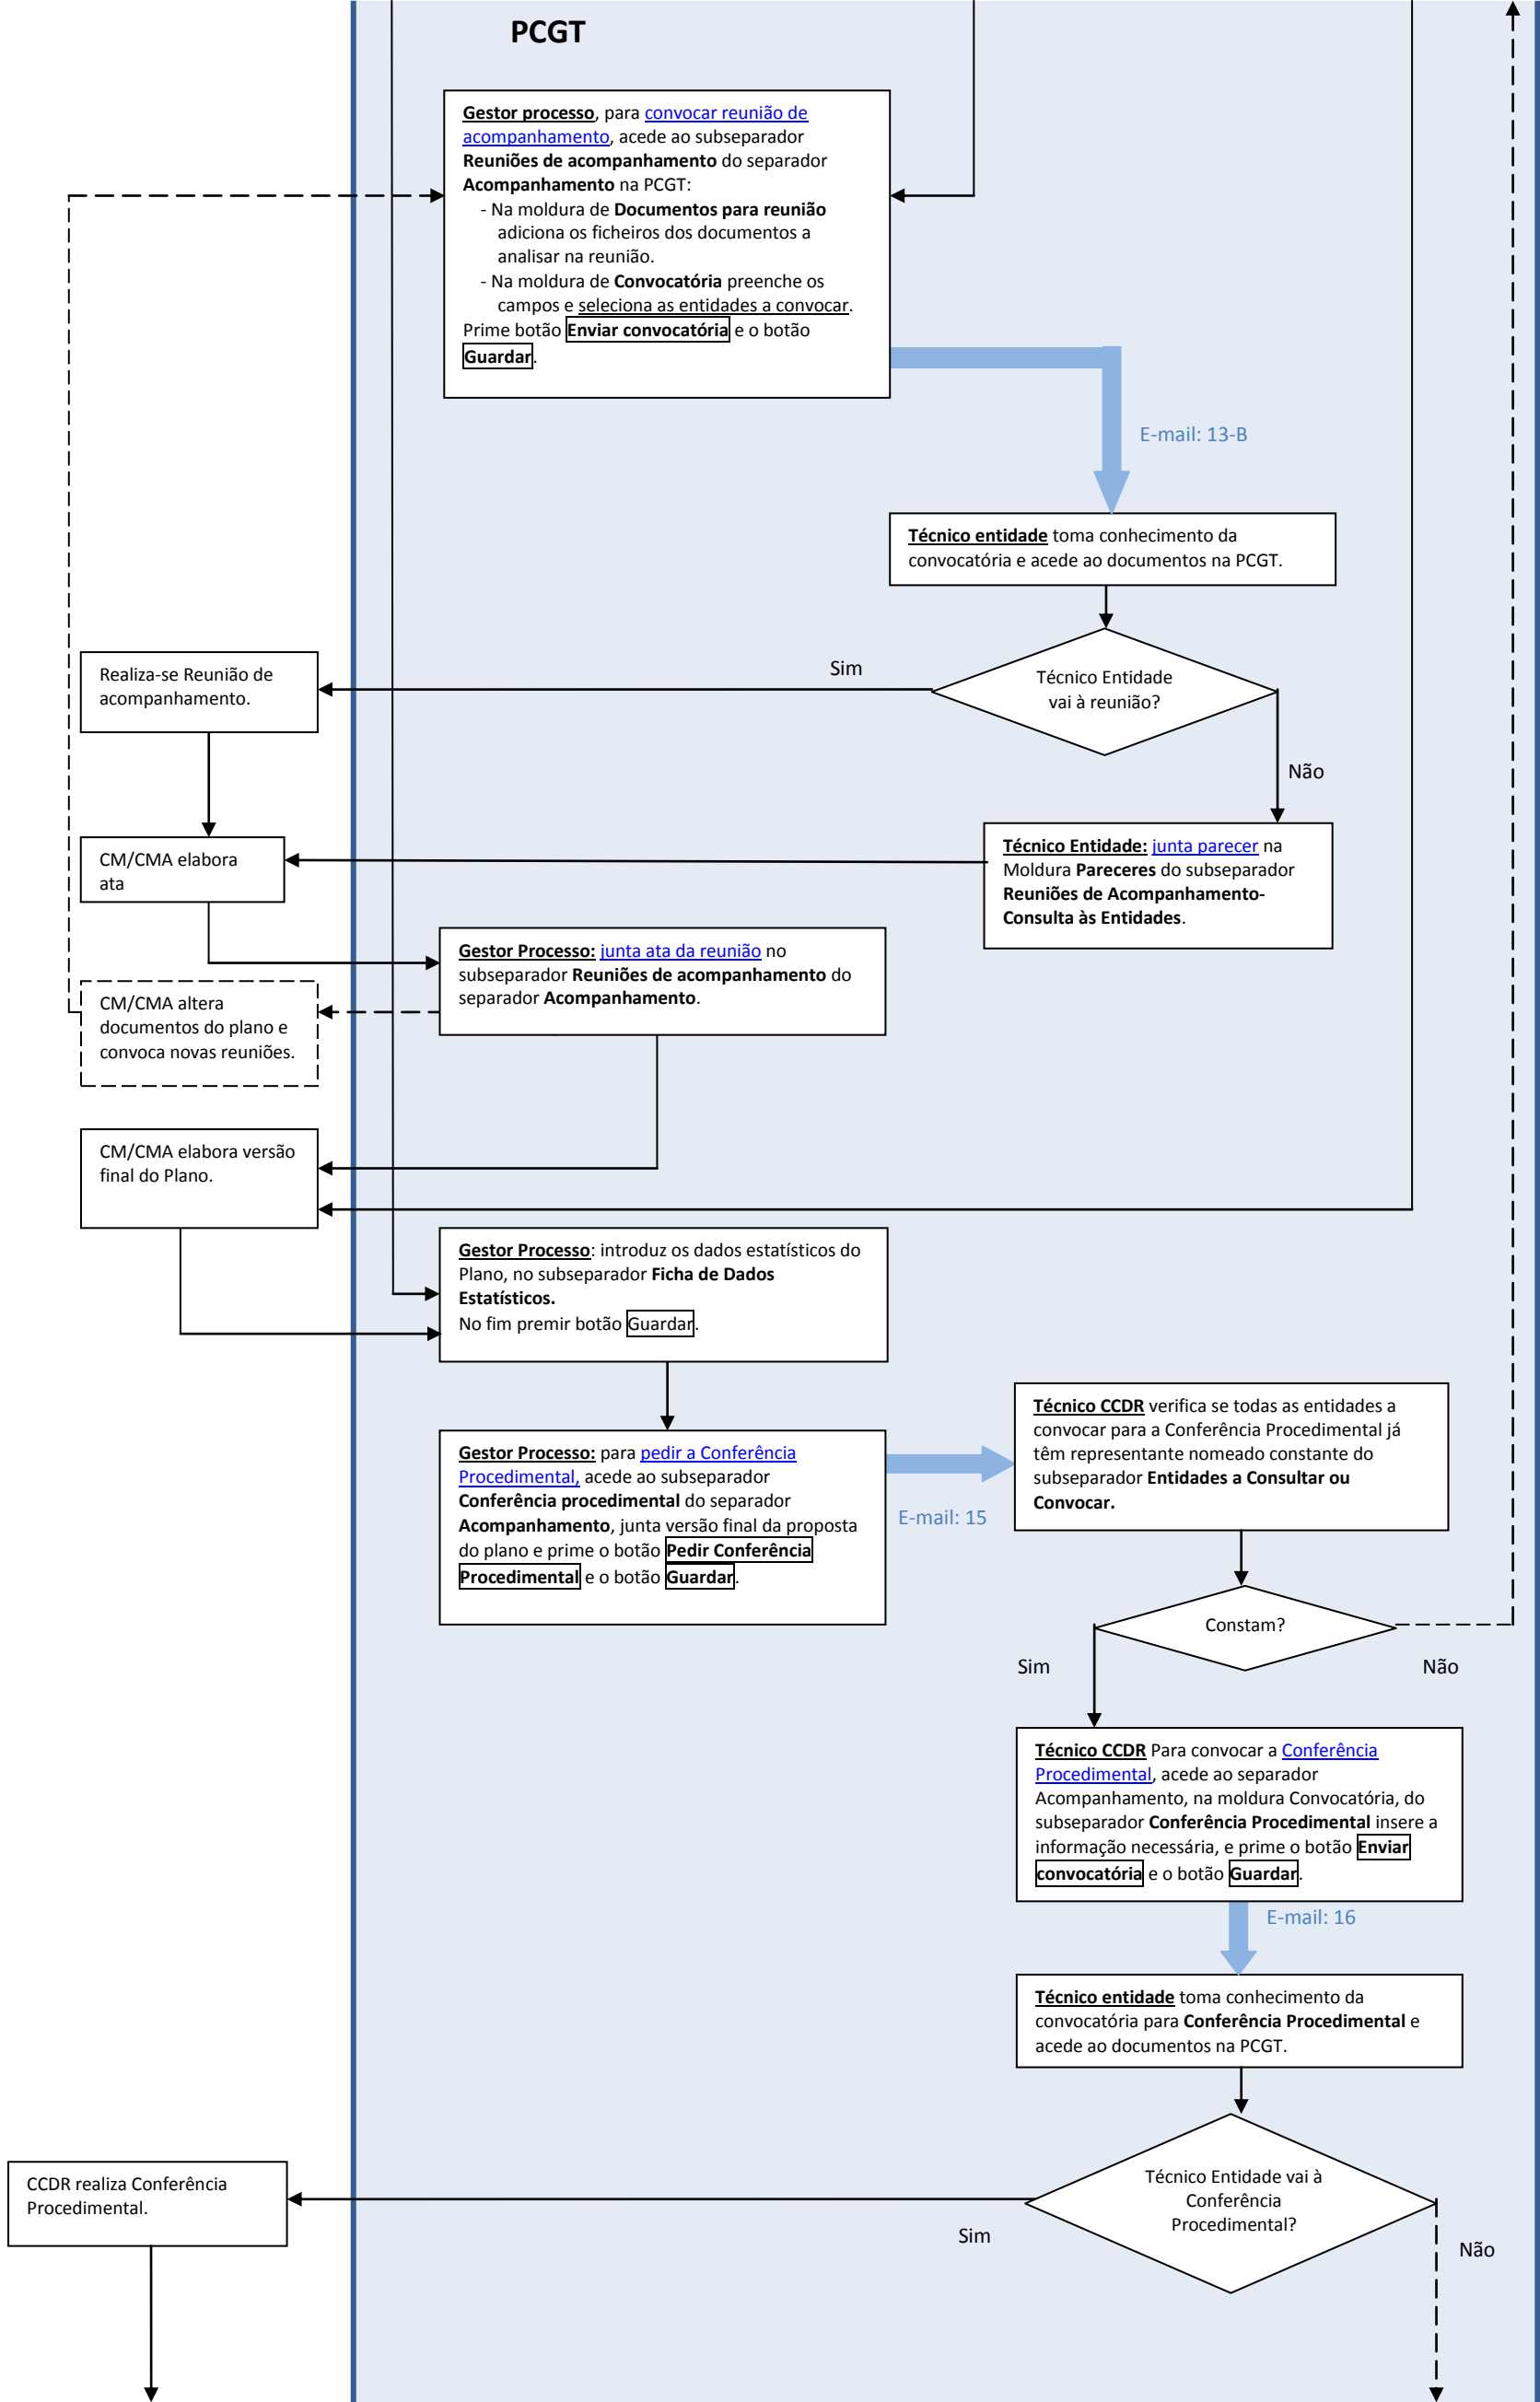 PCGT
Gestor processo, para convocar reunião de
acompanhamento, acede ao subseparador
Reuniões de acompanhamento do separador
Acompanhamento na PCGT:
- Na moldura de Documentos para reunião
adiciona os ficheiros dos documentos a
analisar na reunião.
- Na moldura de Convocatória preenche os
campos e seleciona as entidades a convocar.
Prime botão Enviar convocatória e o botão
Guardar.
E-mail: 13-B
Técnico entidade toma conhecimento da
convocatória e acede ao documentos na PCGT.
Técnico Entidade
vai à reunião?
Sim
Não
Realiza-se Reunião de
acompanhamento.
Técnico Entidade: junta parecer na
Moldura Pareceres do subseparador
Reuniões de Acompanhamento-
Consulta às Entidades.
CM/CMA elabora
ata
Gestor Processo: junta ata da reunião no
subseparador Reuniões de acompanhamento do
separador Acompanhamento.
CM/CMA altera
documentos do plano e
convoca novas reuniões.
CM/CMA elabora versão
final do Plano.
Gestor Processo: introduz os dados estatísticos do
Plano, no subseparador Ficha de Dados
Estatísticos.
No fim premir botão Guardar.
Gestor Processo: para pedir a Conferência
Procedimental, acede ao subseparador
Conferência procedimental do separador
Acompanhamento, junta versão final da proposta
do plano e prime o botão Pedir Conferência
Procedimental e o botão Guardar.
E-mail: 15
Técnico CCDR verifica se todas as entidades a
convocar para a Conferência Procedimental já
têm representante nomeado constante do
subseparador Entidades a Consultar ou
Convocar.
Constam?
Sim
Não
Técnico CCDR Para convocar a Conferência
Procedimental, acede ao separador
Acompanhamento, na moldura Convocatória, do
subseparador Conferência Procedimental insere a
informação necessária, e prime o botão Enviar
convocatória e o botão Guardar.
E-mail: 16
Técnico entidade toma conhecimento da
convocatória para Conferência Procedimental e
acede ao documentos na PCGT.
Técnico Entidade vai à
Conferência
Procedimental?
Sim
Não
CCDR realiza Conferência
Procedimental.